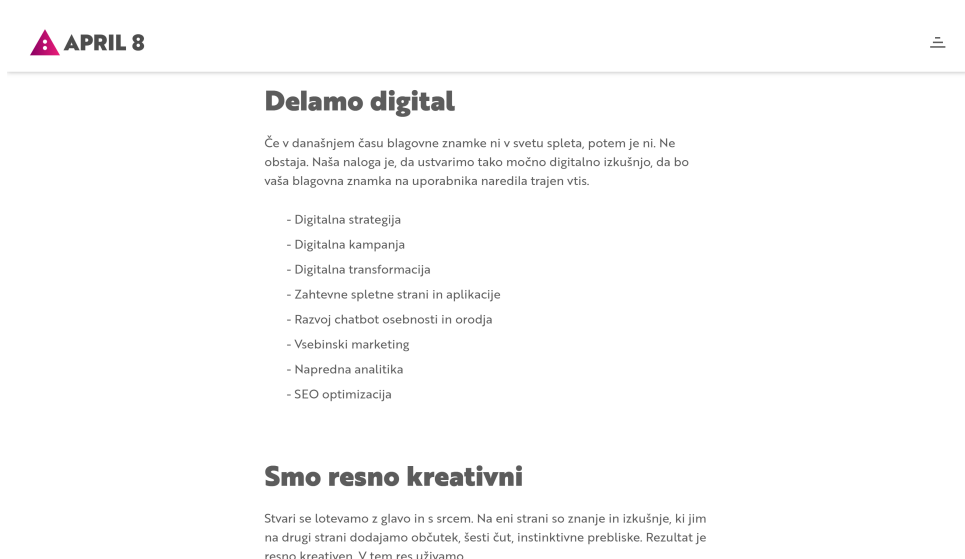 APRIL 8
Delamo digital
Če v današnjem času blagovne znamke ni v svetu spleta, potem je ni. Ne
obstaja. Naša naloga je, da ustvarimo tako močno digitalno izkušnjo, da bo
vaša blagovna znamka na uporabnika naredila trajen vtis.
- Digitalna strategija
- Digitalna kampanja
- Digitalna transformacija
- Zahtevne spletne strani in aplikacije
- Razvoj chatbot osebnosti in orodja
- Vsebinski marketing
- Napredna analitika
- SEO optimizacija
Smo resno kreativni
Stvari se lotevamo z glavo in s srcem. Na eni strani so znanje in izkušnje, ki jim
na drugi strani dodajamo občutek, šesti čut, instinktivne prebliske. Rezultat je
resno kreativen. V tem res uživamo.